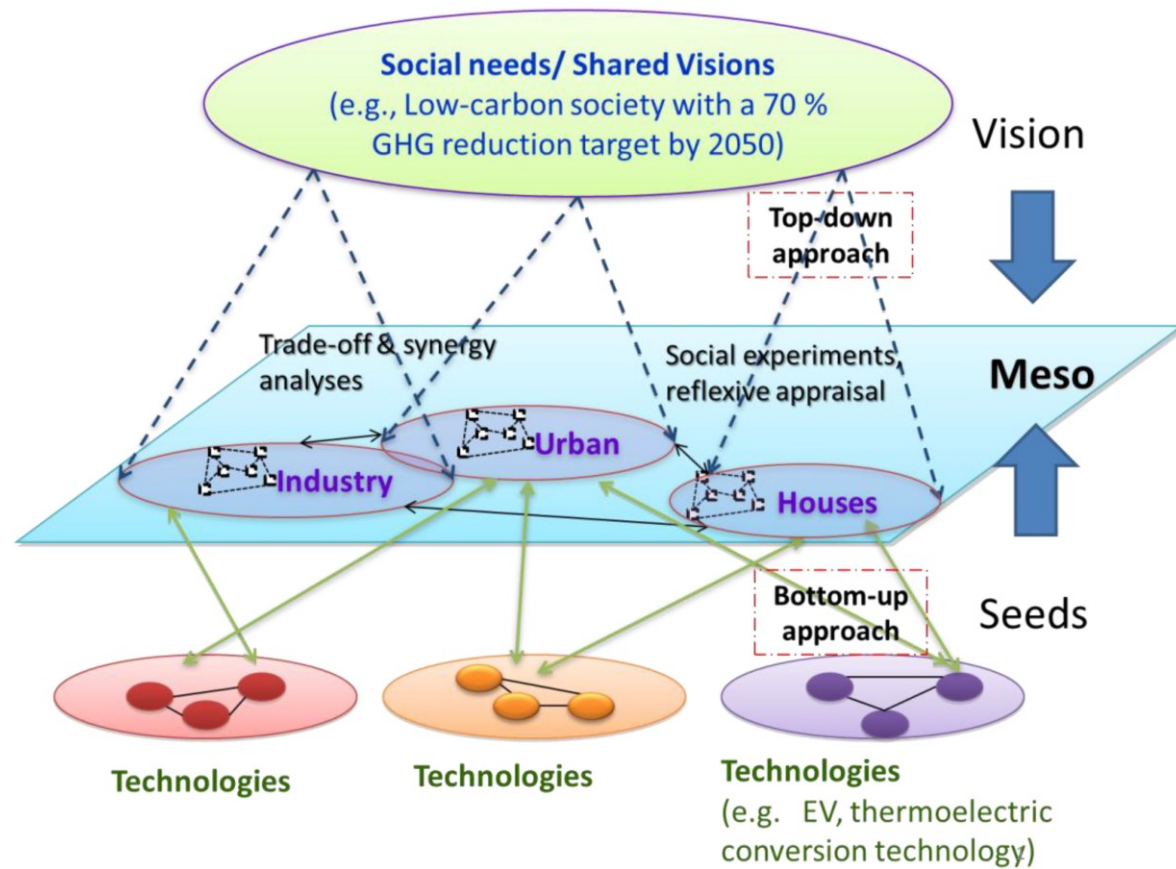 Social needs/ Shared Visions
(e.g., Low-carbon society with a 70 %
GHG reduction target by 2050)
Vision
Top-down
approach
Trade-off & synergy
analyses
Social experiments,
reflexive appraisal
Meso
Urban
Industry
Houses
Bottom-up
approach
Seeds
Technologies
Technologies
Technologies
(e.g. EV, thermoelectric
conversion technology)